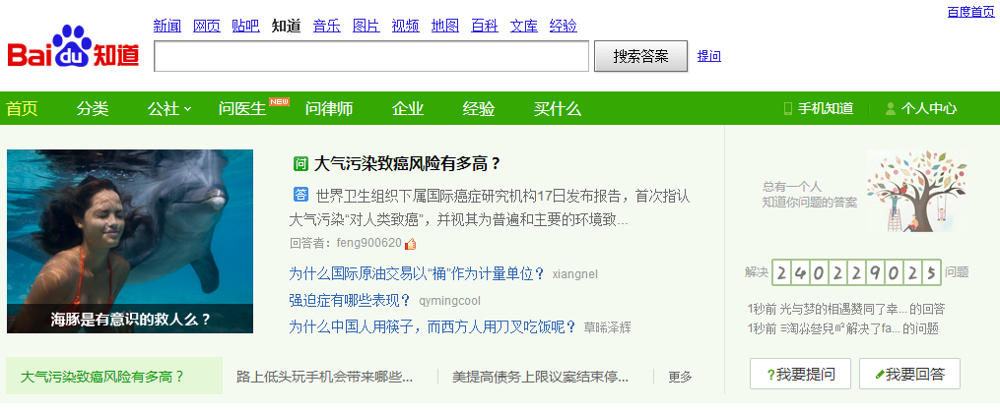 百度首页
新闻 网页 贴吧 知道 音乐 图片 视频 地图 百科 文库 经验
Bai du 知道
搜索答案 提问
首页 分类 公社 问医生 NEW 问律师 企业 经验 买什么 手机知道 个人中心
问 大气污染致癌风险有多高？
答 世界卫生组织下属国际癌症研究机构17日发布报告，首次指认
大气污染“对人类致癌”，并视其为普遍和主要的环境致...
回答者：feng900620
为什么国际原油交易以“桶”作为计量单位？ xiangnel
强迫症有哪些表现？ qymingcool
为什么中国人用筷子，而西方人用刀叉吃饭呢？ 草晞泽辉
海豚是有意识的救人么？
大气污染致癌风险有多高？ 路上低头玩手机会带来哪些... 美提高债务上限议案结束停... 更多
总有一个人
知道你问题的答案
解决 240229025 问题
1秒前 光与梦的相遇赞同了幸... 的回答
1秒前 解决了fa... 的问题
?我要提问 我要回答